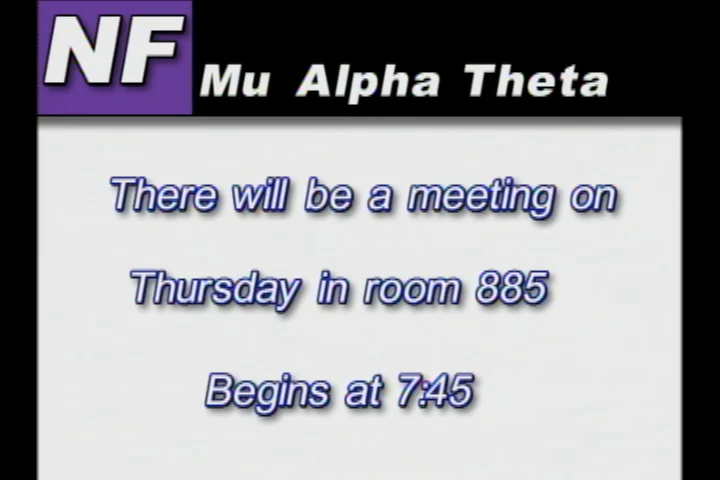 NF
Mu Alpha Theta
There will be a meeting on
Thursday in room 885
Begins at 7:45